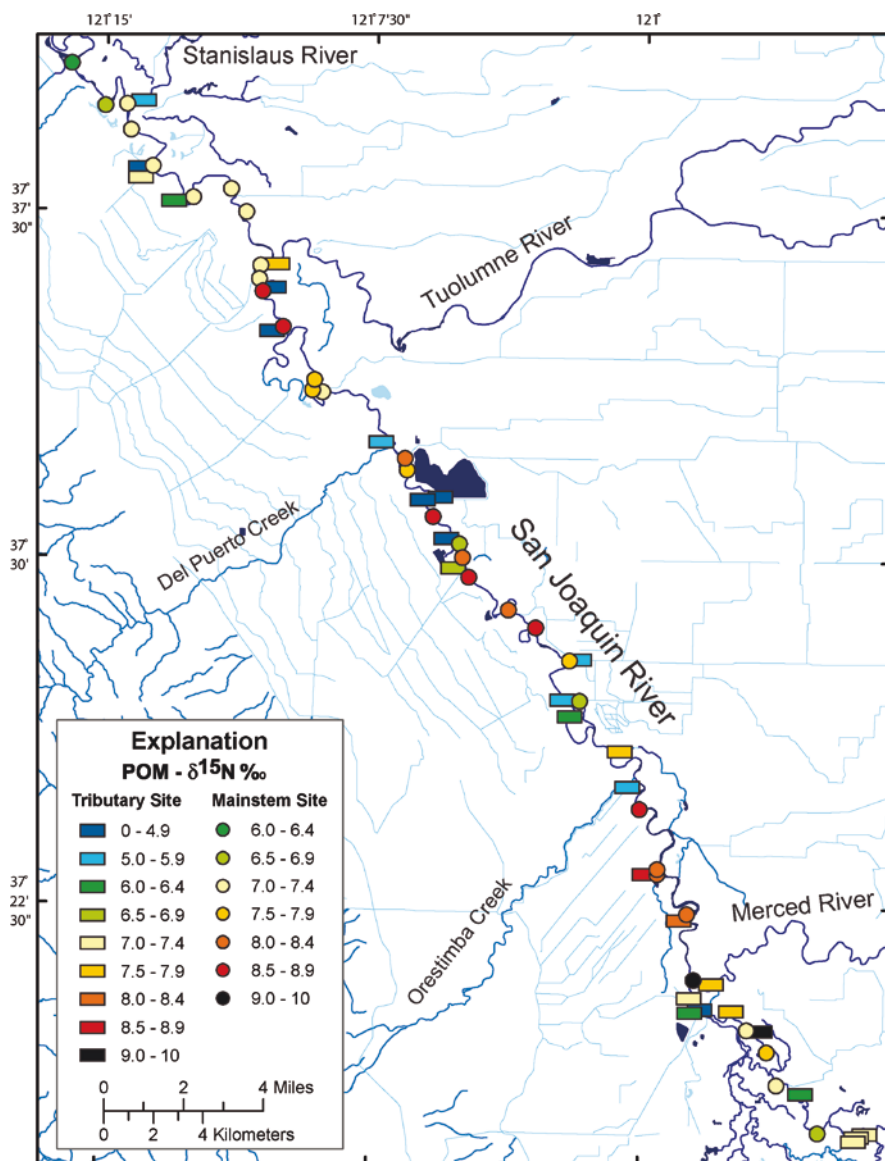 121°15'
121°7'30"
121°
Stanislaus River
37°
37'
30"
Tuolumne River
Del Puerto Creek
37°
30'
San Joaquin River
Explanation
POM - δ15N ‰
Tributary Site
Mainstem Site
0 - 4.9
6.0 - 6.4
5.0 - 5.9
6.5 - 6.9
6.0 - 6.4
7.0 - 7.4
6.5 - 6.9
7.5 - 7.9
7.0 - 7.4
8.0 - 8.4
7.5 - 7.9
8.5 - 8.9
8.0 - 8.4
9.0 - 10
8.5 - 8.9
9.0 - 10
0 2 4 Miles
0 2 4 Kilometers
Orestimba Creek
37°
22'
30"
Merced River